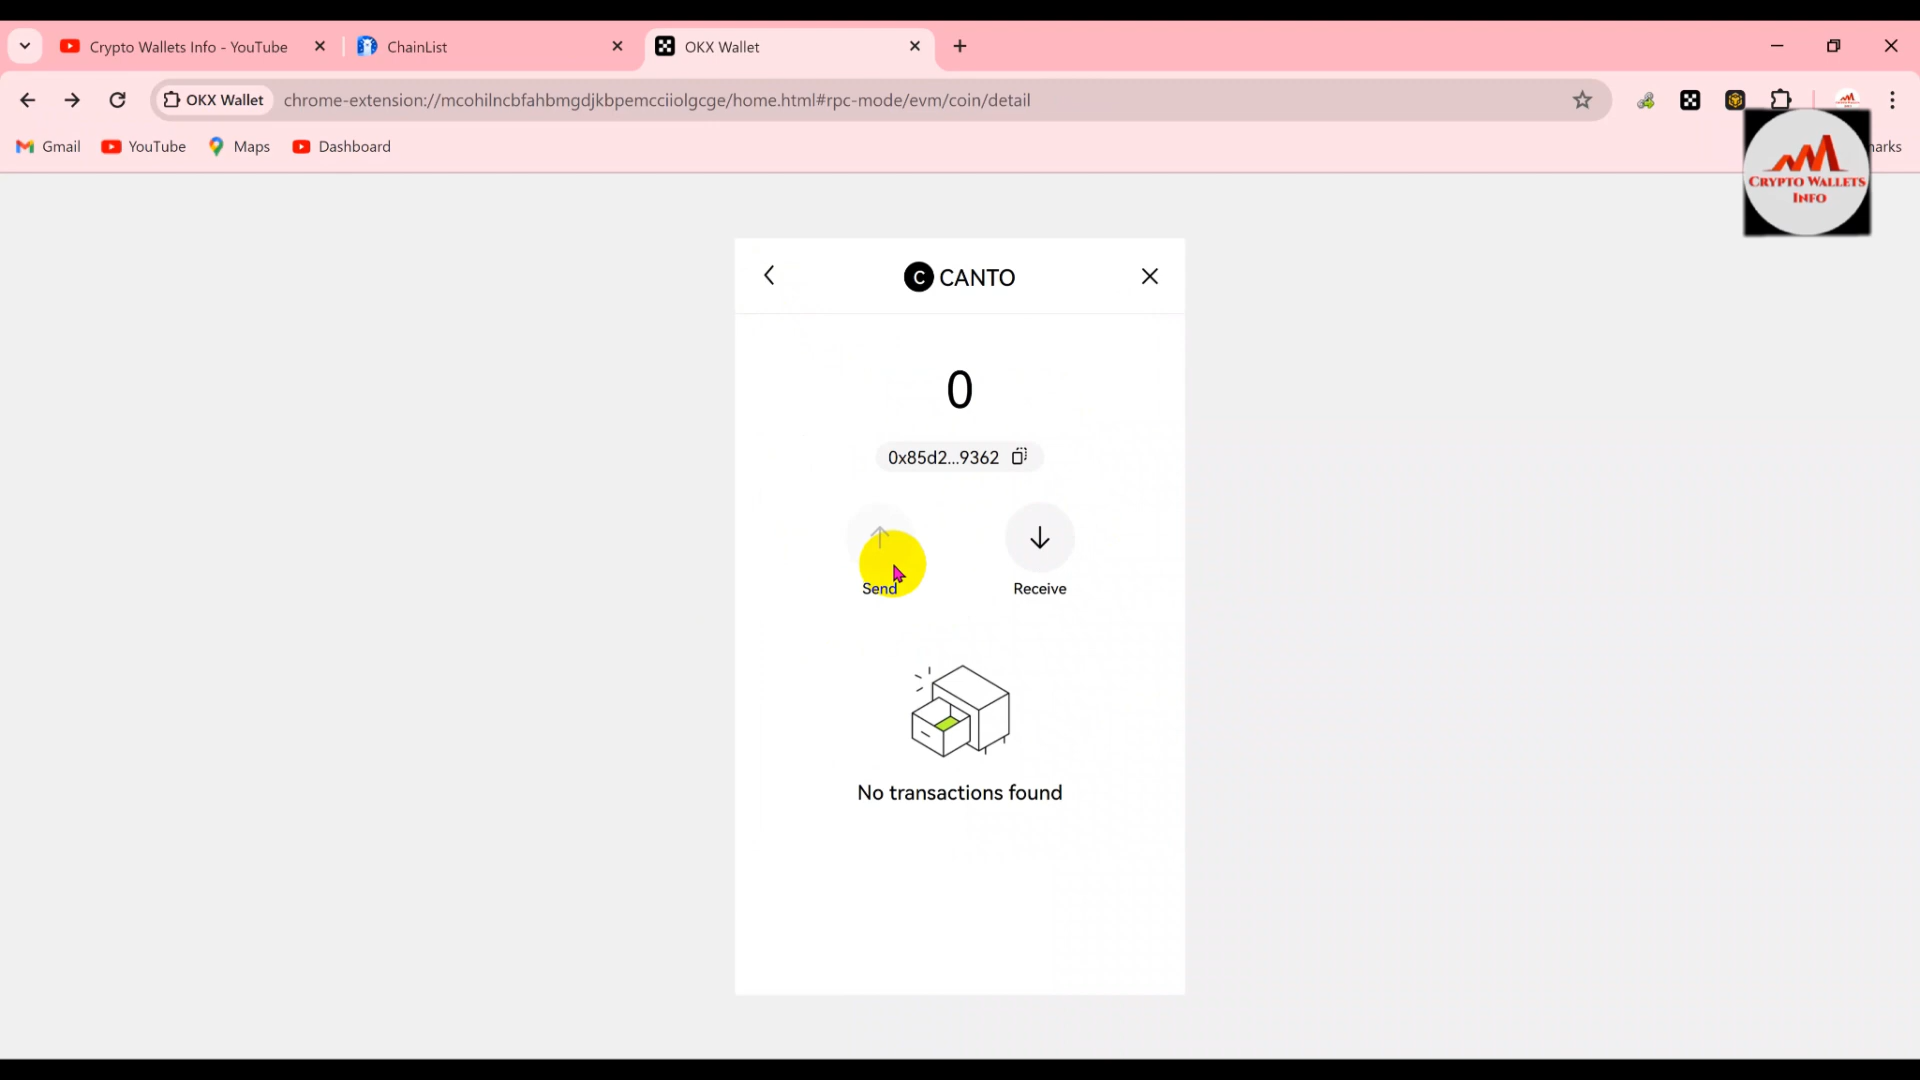 Crypto Wallets Info - YouTube
ChainList
OKX Wallet
OKX Wallet
chrome-extension://mcohilncbfahbmgdjkbpemcciiolgcge/home.html#rpc-mode/evm/coin/detail
Gmail
YouTube
Maps
Dashboard
arks
CRYPTO WALLETS
INFO
C CANTO
0
0x85d2...9362
Send
Receive
No transactions found